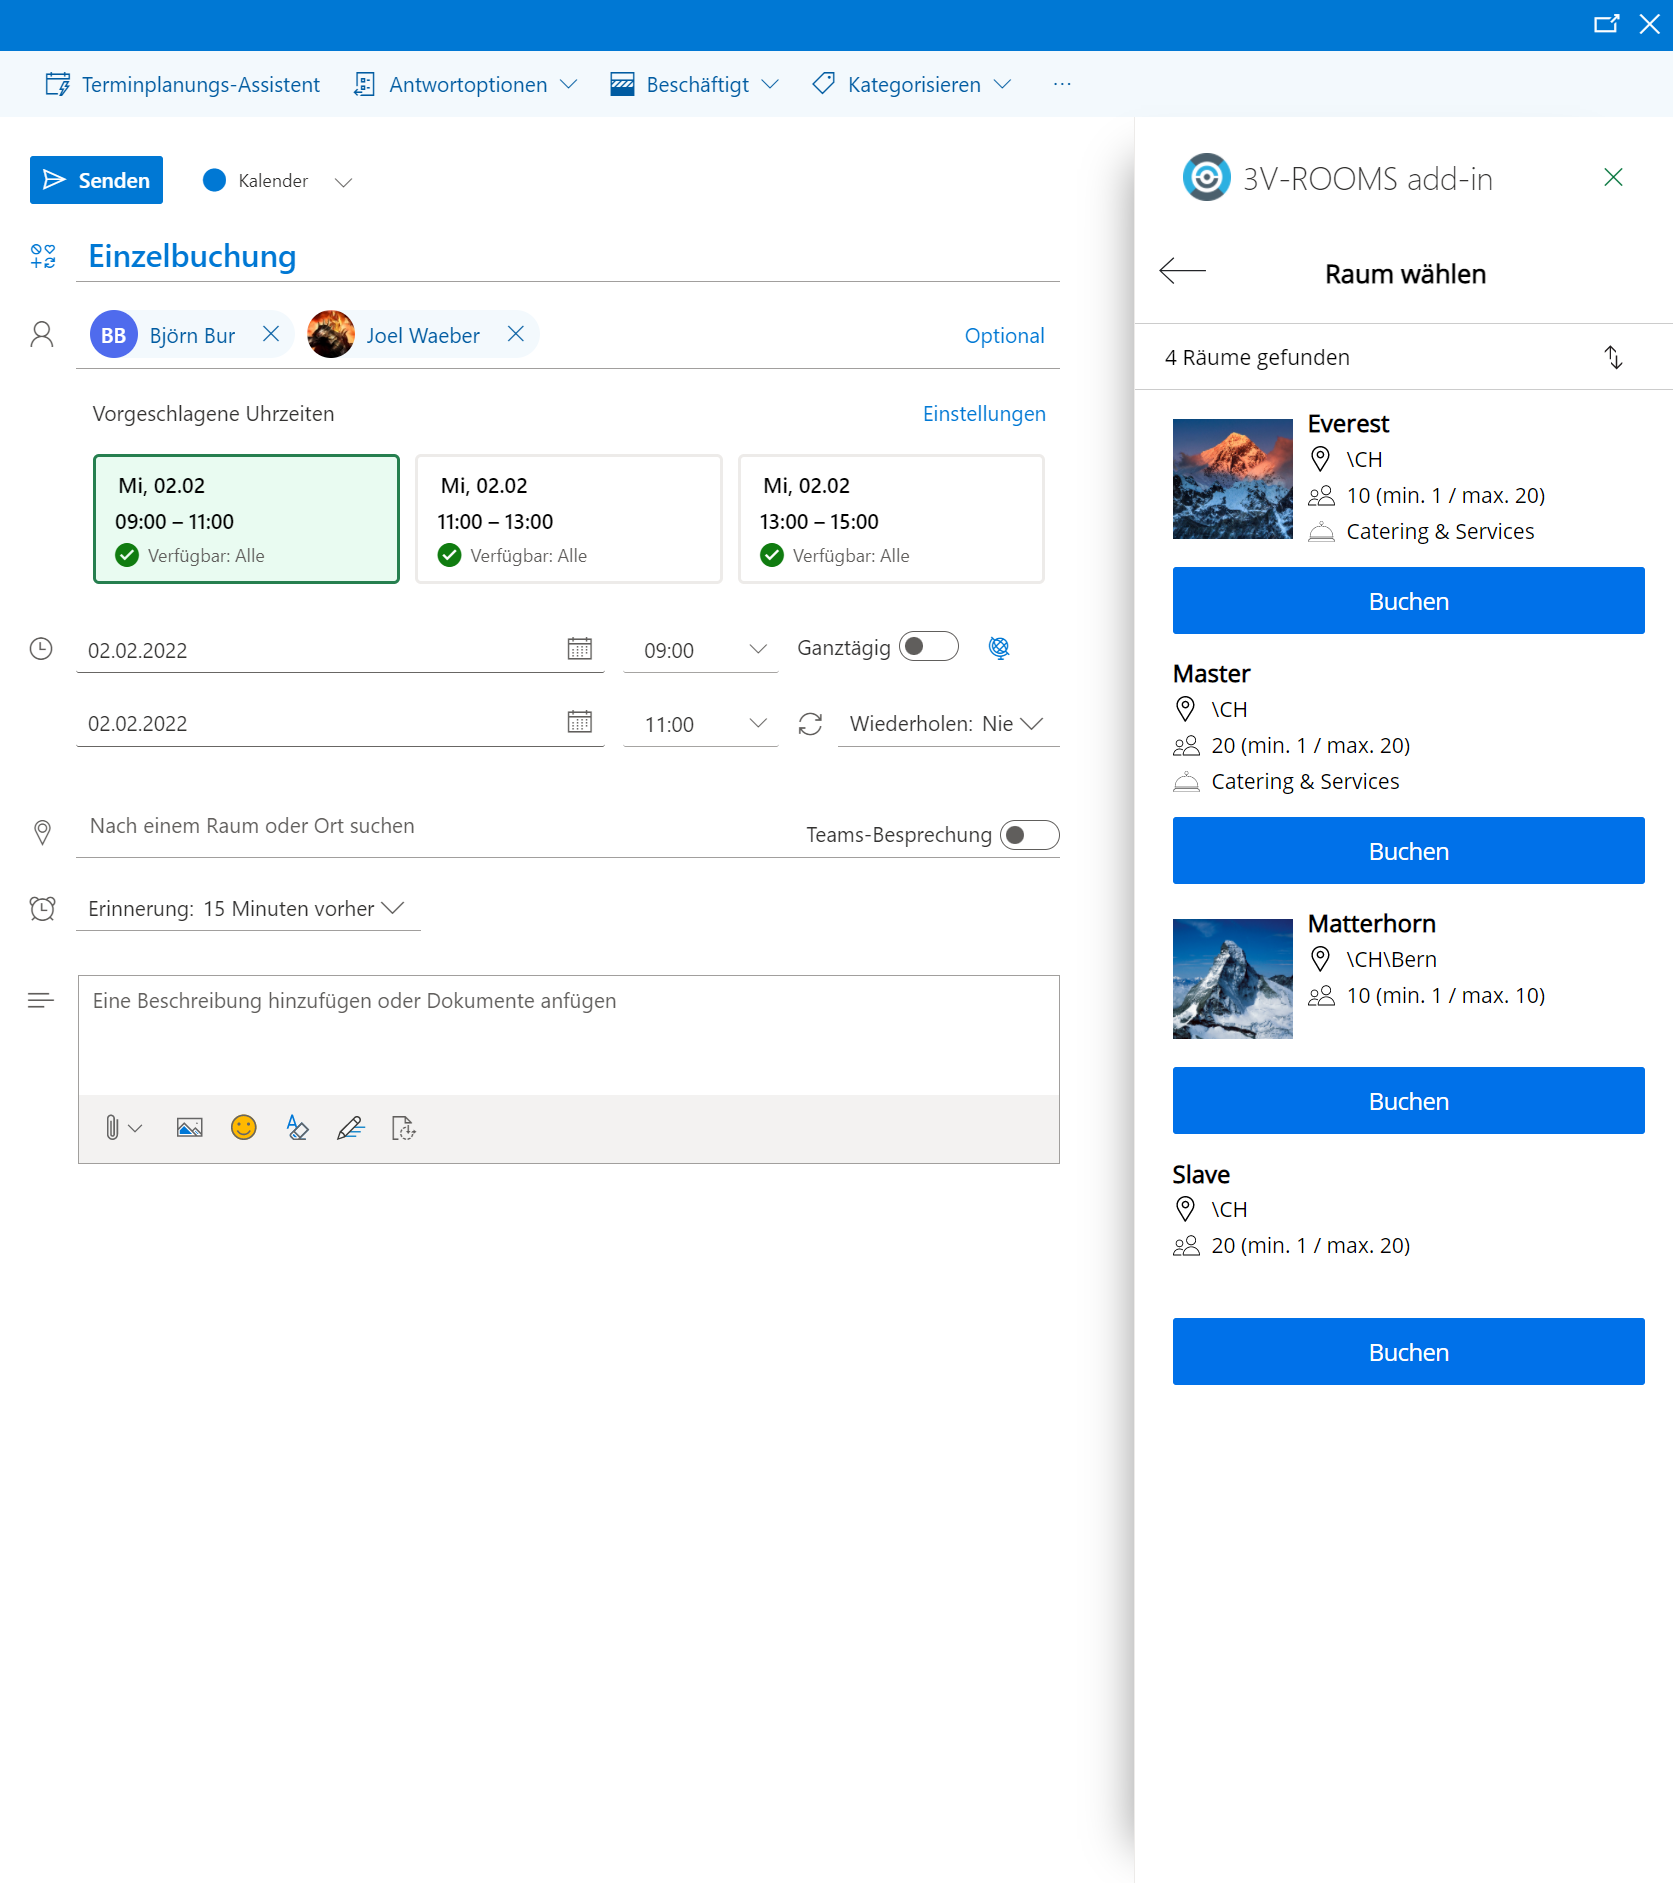 Terminplanungs-Assistent Antwortoptionen Beschäftigt Kategorisieren ...
Senden Kalender
Einzelbuchung
BB Björn Bur Joel Waeber Optional
Vorgeschlagene Uhrzeiten Einstellungen
Mi, 02.02
09:00 – 11:00
Verfügbar: Alle
Mi, 02.02
11:00 – 13:00
Verfügbar: Alle
Mi, 02.02
13:00 – 15:00
Verfügbar: Alle
02.02.2022 09:00 Ganztägig
02.02.2022 11:00 Wiederholen: Nie
Nach einem Raum oder Ort suchen Teams-Besprechung
Erinnerung: 15 Minuten vorher
Eine Beschreibung hinzufügen oder Dokumente anfügen
3V-ROOMS add-in
Raum wählen
4 Räume gefunden
Everest
\CH
10 (min. 1 / max. 20)
Catering & Services
Buchen
Master
\CH
20 (min. 1 / max. 20)
Catering & Services
Buchen
Matterhorn
\CH\Bern
10 (min. 1 / max. 10)
Buchen
Slave
\CH
20 (min. 1 / max. 20)
Buchen